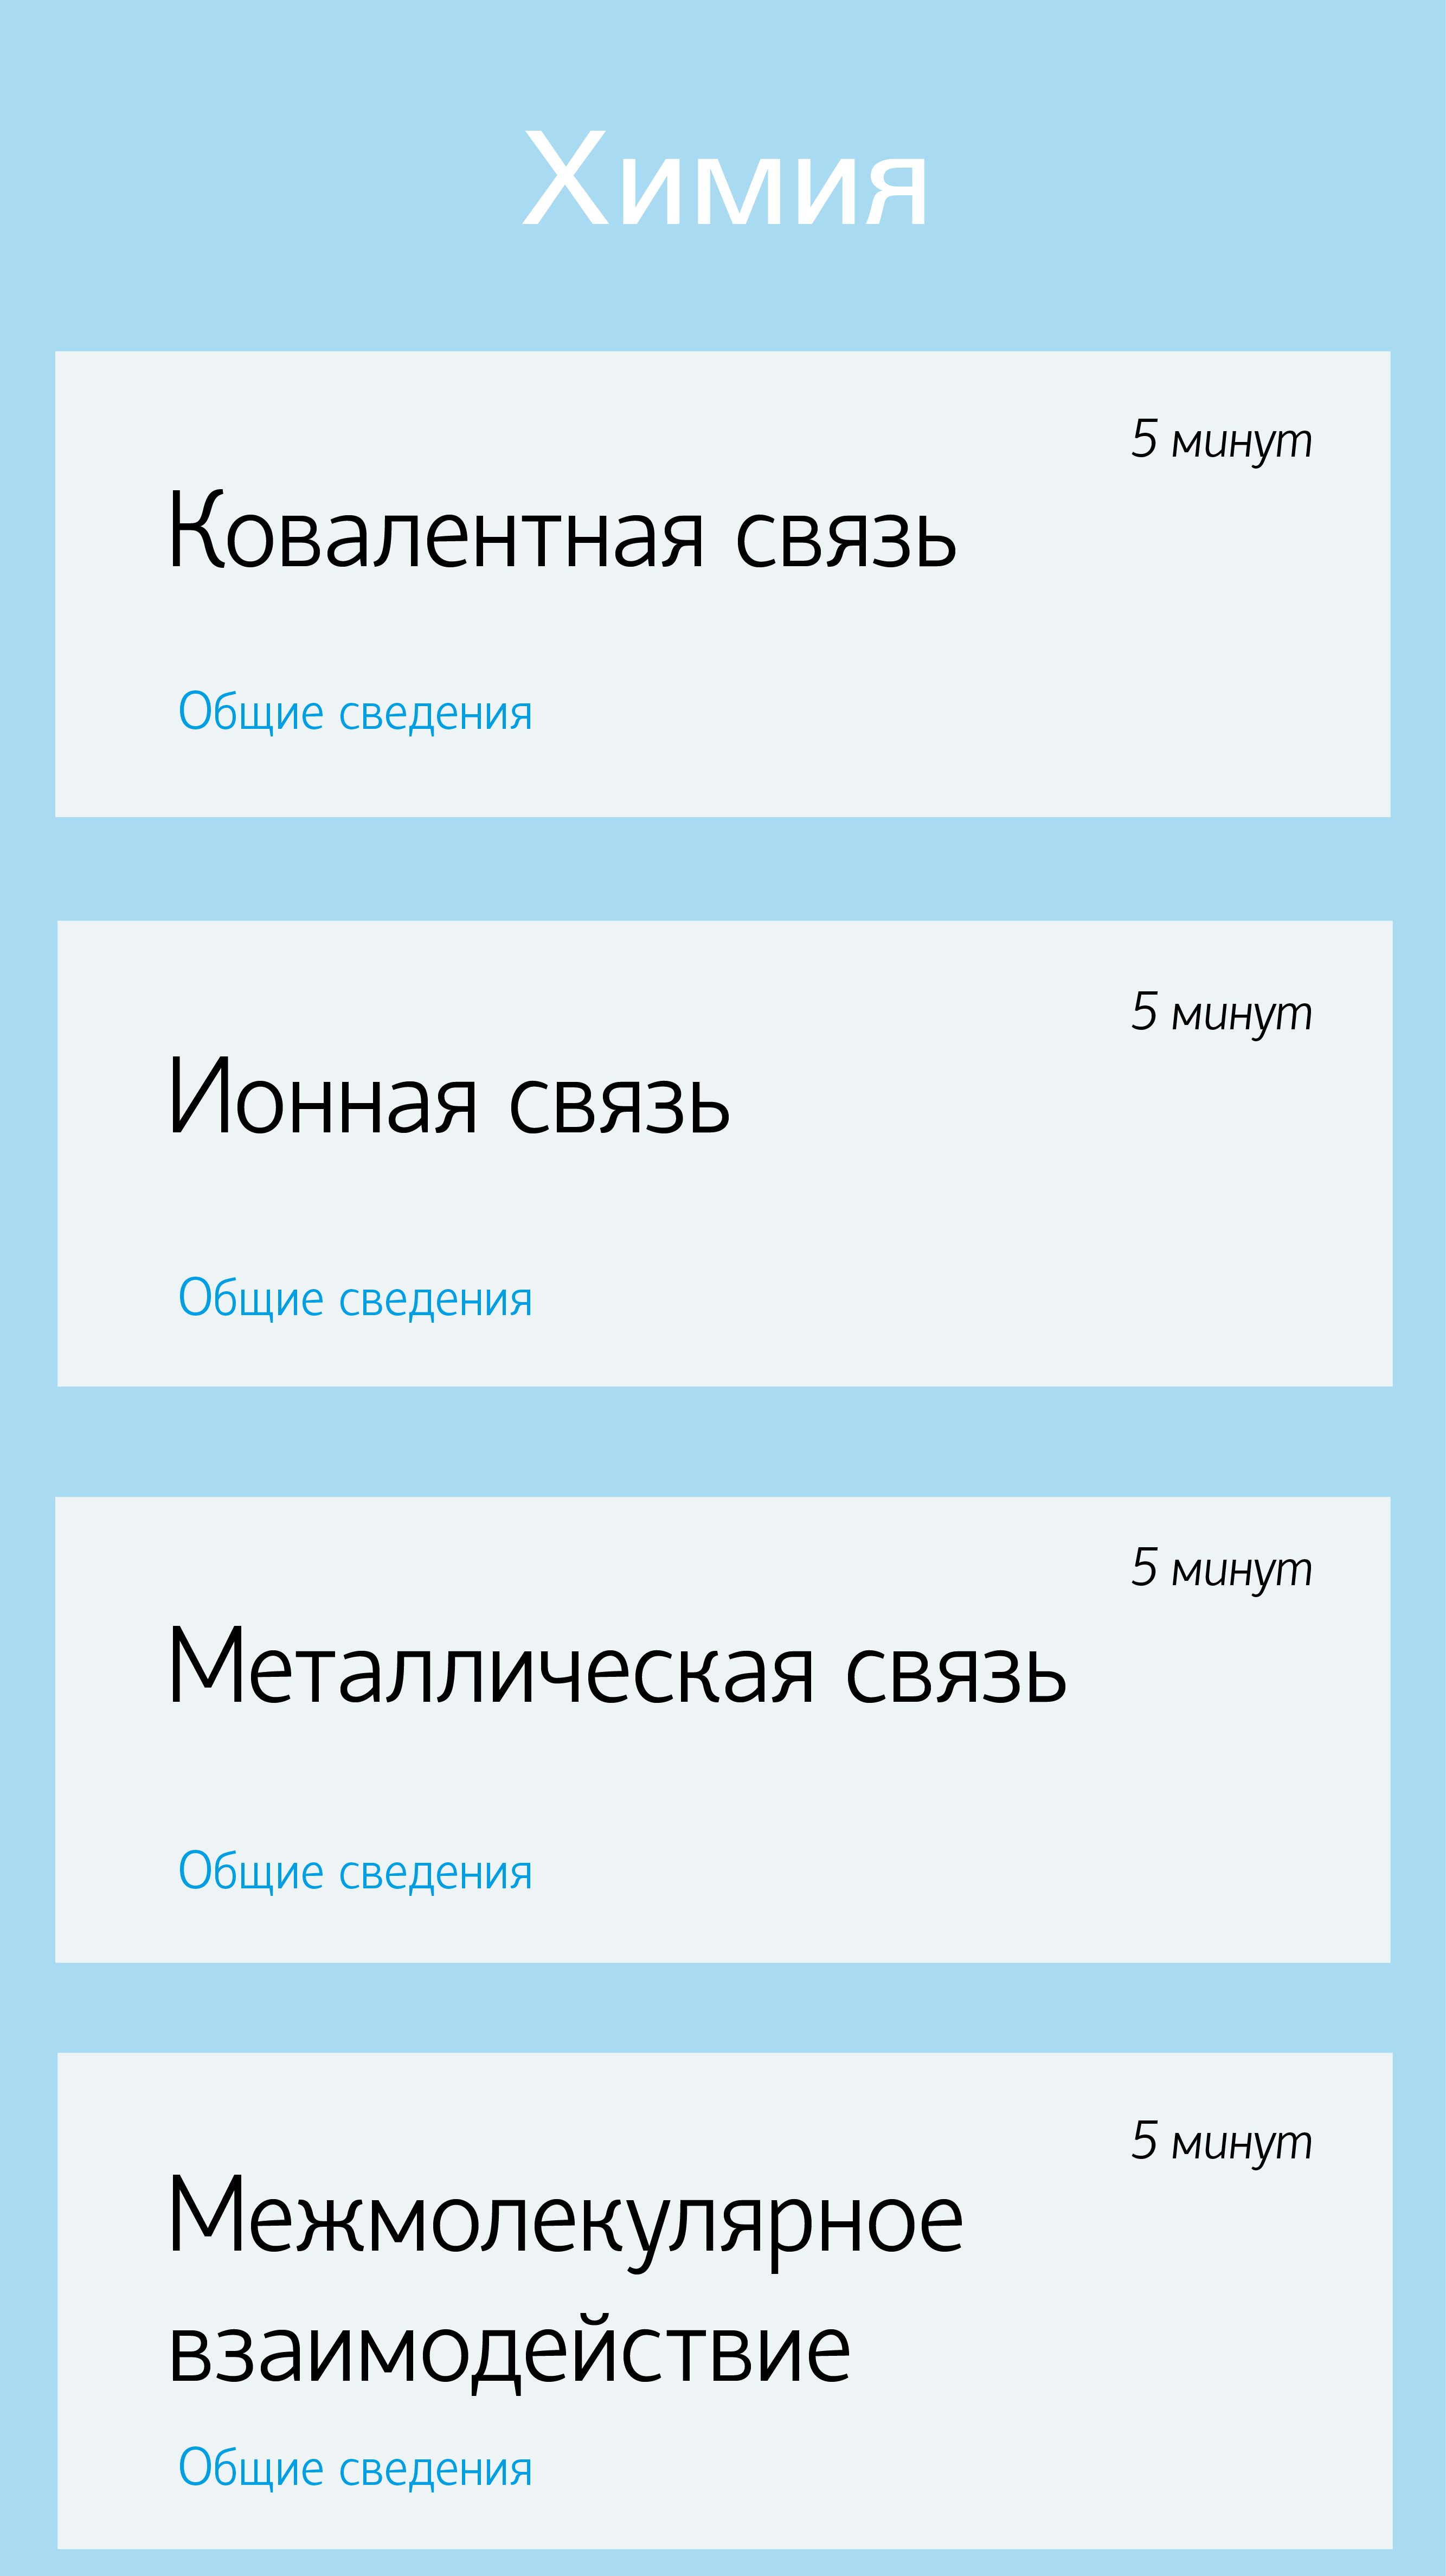 Химия
5 минут
Ковалентная связь
Общие сведения
5 минут
Ионная связь
Общие сведения
5 минут
Металлическая связь
Общие сведения
5 минут
Межмолекулярное
взаимодействие
Общие сведения